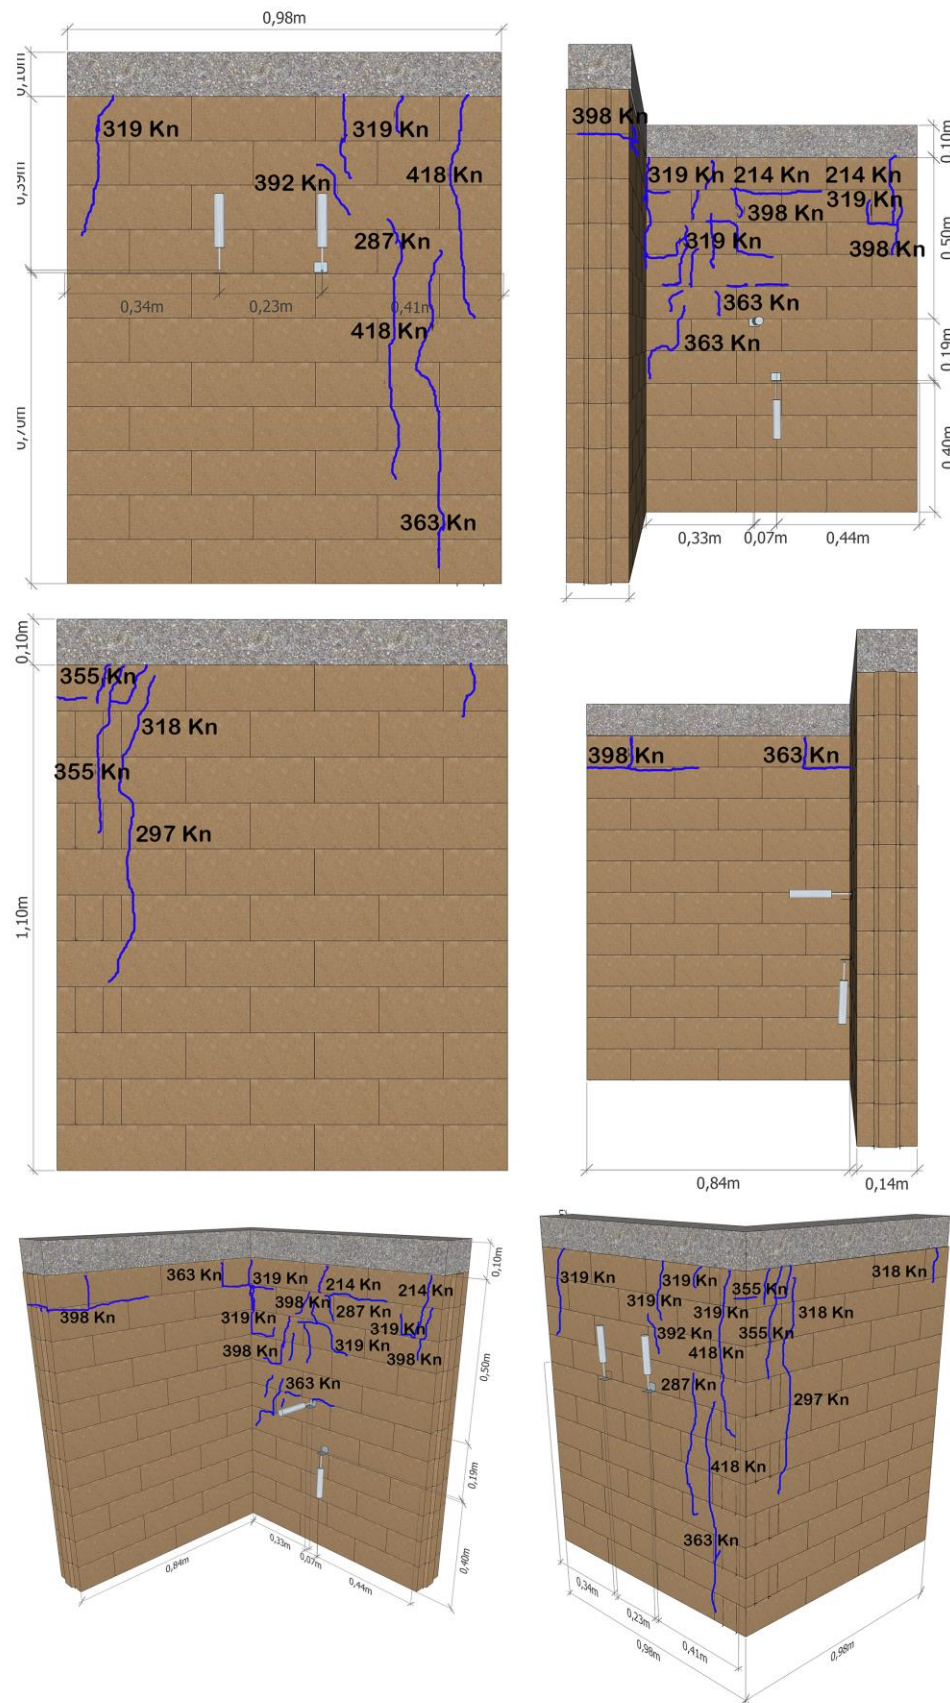 0,98m
0,10m
319 Kn
319 Kn
392 Kn
418 Kn
287 Kn
0,34m
0,23m
0,41m
418 Kn
363 Kn
398 Kn
0,10m
319 Kn
214 Kn
214 Kn
319 Kn
398 Kn
319 Kn
398 Kn
0,50m
363 Kn
363 Kn
0,19m
0,40m
0,33m
0,07m
0,44m
0,10m
355 Kn
318 Kn
355 Kn
297 Kn
1,10m
398 Kn
363 Kn
0,84m
0,14m
0,10m
363 Kn
319 Kn
214 Kn
214 Kn
398 Kn
398 Kn
287 Kn
319 Kn
319 Kn
398 Kn
319 Kn
398 Kn
363 Kn
0,50m
0,19m
0,40m
0,84m
0,33m
0,07m
0,44m
319 Kn
319 Kn
355 Kn
318 Kn
319 Kn
319 Kn
318 Kn
392 Kn
355 Kn
418 Kn
287 Kn
297 Kn
418 Kn
363 Kn
0,34m
0,23m
0,41m
0,98m
0,98m